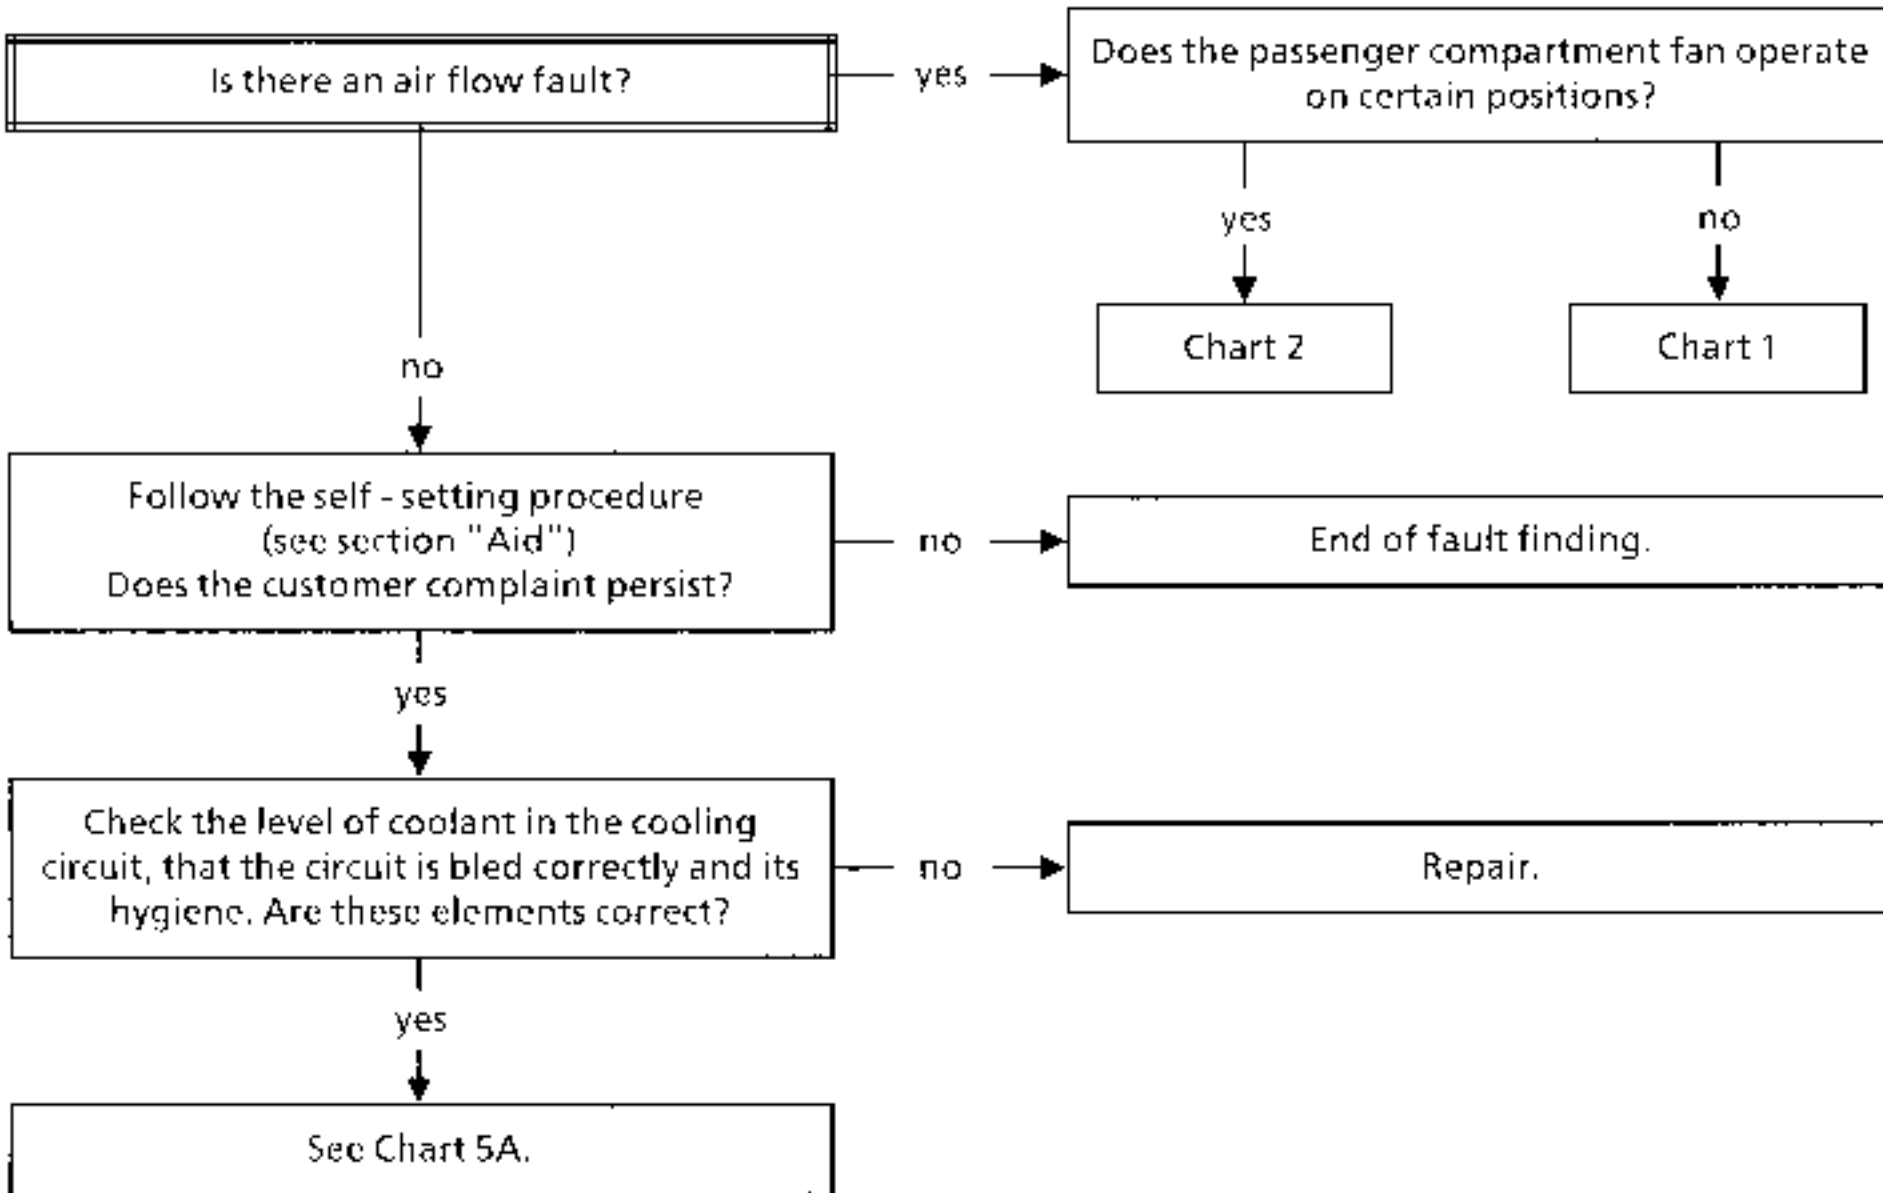 Is there an air flow fault?
yes
Does the passenger compartment fan operate
on certain positions?
yes
no
Chart 2
Chart 1
no
Follow the self - setting procedure
(see section "Aid")
Does the customer complaint persist?
no
End of fault finding.
yes
Check the level of coolant in the cooling
circuit, that the circuit is bled correctly and its
hygiene. Are these elements correct?
no
Repair.
yes
See Chart 5A.